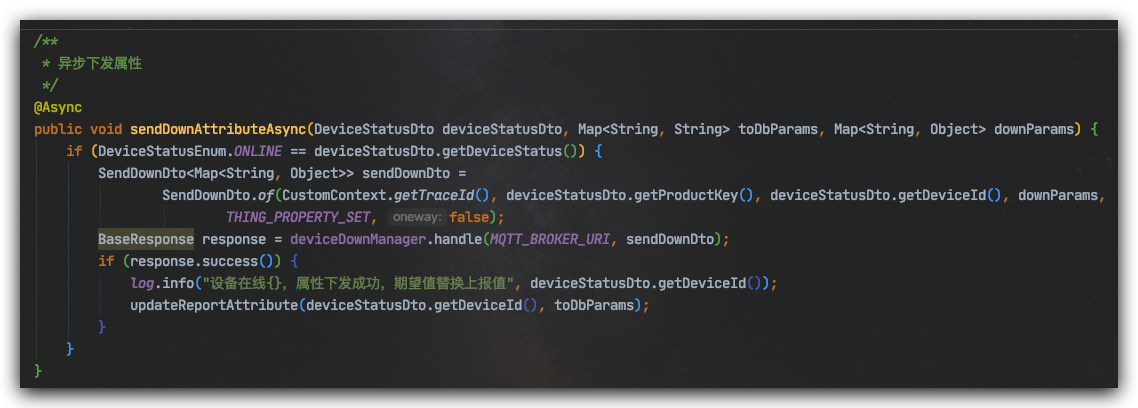 /**
 * 异步下发属性
 */
@Async
public void sendDownAttributeAsync(DeviceStatusDto deviceStatusDto, Map<String, String> toDbParams, Map<String, Object> downParams) {
    if (DeviceStatusEnum.ONLINE == deviceStatusDto.getDeviceStatus()) {
        SendDownDto<Map<String, Object>> sendDownDto =
                SendDownDto.of(CustomContext.getTraceId(), deviceStatusDto.getProductKey(), deviceStatusDto.getDeviceId(), downParams,
                        THING_PROPERTY_SET, oneway: false);
        BaseResponse response = deviceDownManager.handle(MQTT_BROKER_URI, sendDownDto);
        if (response.success()) {
            log.info("设备在线{}，属性下发成功，期望值替换上报值", deviceStatusDto.getDeviceId());
            updateReportAttribute(deviceStatusDto.getDeviceId(), toDbParams);
        }
    }
}